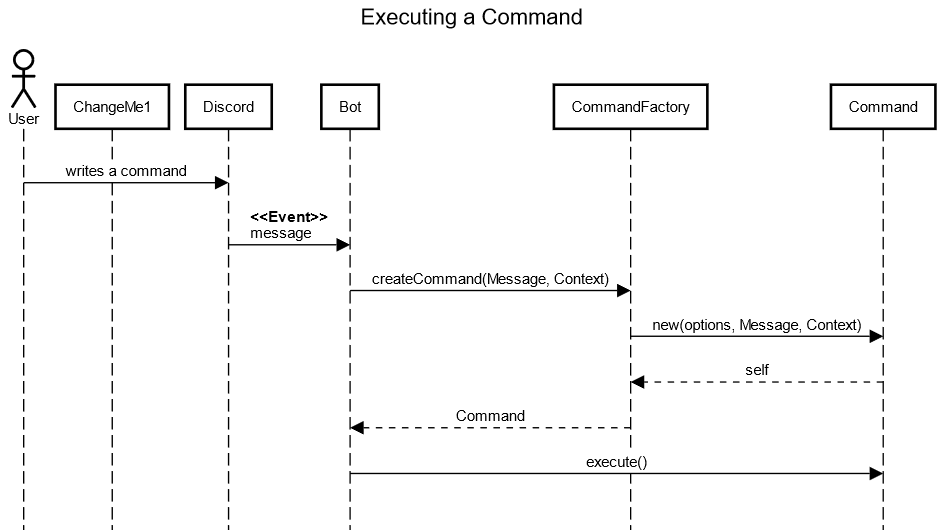 Executing a Command
User
ChangeMe1
Discord
Bot
CommandFactory
Command
writes a command
<<Event>>
message
createCommand(Message, Context)
new(options, Message, Context)
self
Command
execute()